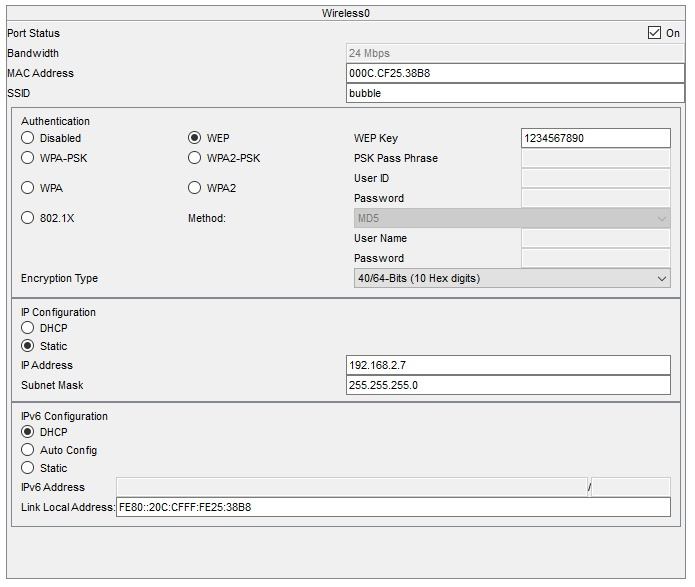 Wireless0
Port Status On
Bandwidth 24 Mbps
MAC Address 000C.CF25.38B8
SSID bubble
Authentication
Disabled WEP WEP Key 1234567890
WPA-PSK WPA2-PSK PSK Pass Phrase
User ID
WPA WPA2
Password
802.1X Method: MD5
User Name
Password
Encryption Type 40/64-Bits (10 Hex digits)
IP Configuration
DHCP
Static
IP Address 192.168.2.7
Subnet Mask 255.255.255.0
IPv6 Configuration
DHCP
Auto Config
Static
IPv6 Address /
Link Local Address: FE80::20C:CFFF:FE25:38B8